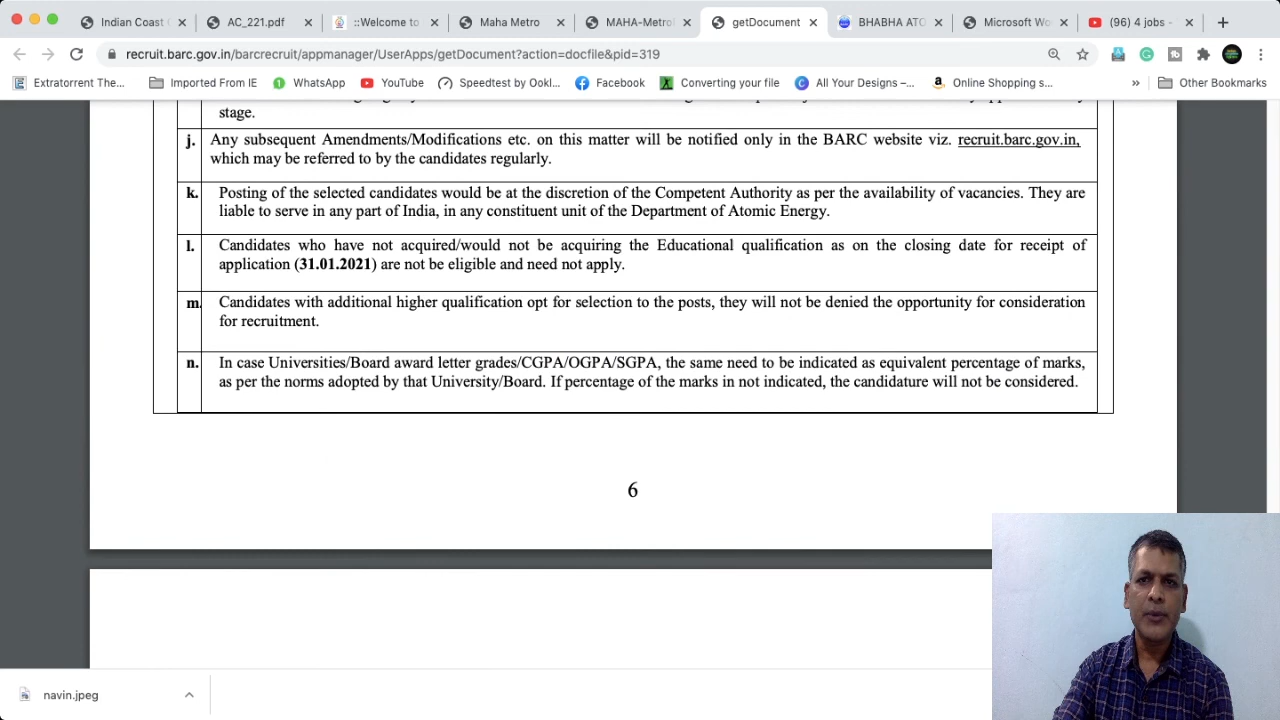 Indian Coast
AC_221.pdf
::Welcome to
Maha Metro
MAHA-Metro
getDocument
BHABHA ATO
Microsoft Wo
(96) 4 jobs -
recruit.barc.gov.in/barcrecruit/appmanager/UserApps/getDocument?action=docfile&pid=319
Extratorrent The...
Imported From IE
WhatsApp
YouTube
Speedtest by Ookl...
Facebook
Converting your file
All Your Designs –...
Online Shopping s...
»
Other Bookmarks
stage.
j. Any subsequent Amendments/Modifications etc. on this matter will be notified only in the BARC website viz. recruit.barc.gov.in,
which may be referred to by the candidates regularly.
k. Posting of the selected candidates would be at the discretion of the Competent Authority as per the availability of vacancies. They are
liable to serve in any part of India, in any constituent unit of the Department of Atomic Energy.
l. Candidates who have not acquired/would not be acquiring the Educational qualification as on the closing date for receipt of
application (31.01.2021) are not be eligible and need not apply.
m. Candidates with additional higher qualification opt for selection to the posts, they will not be denied the opportunity for consideration
for recruitment.
n. In case Universities/Board award letter grades/CGPA/OGPA/SGPA, the same need to be indicated as equivalent percentage of marks,
as per the norms adopted by that University/Board. If percentage of the marks in not indicated, the candidature will not be considered.
6
navin.jpeg